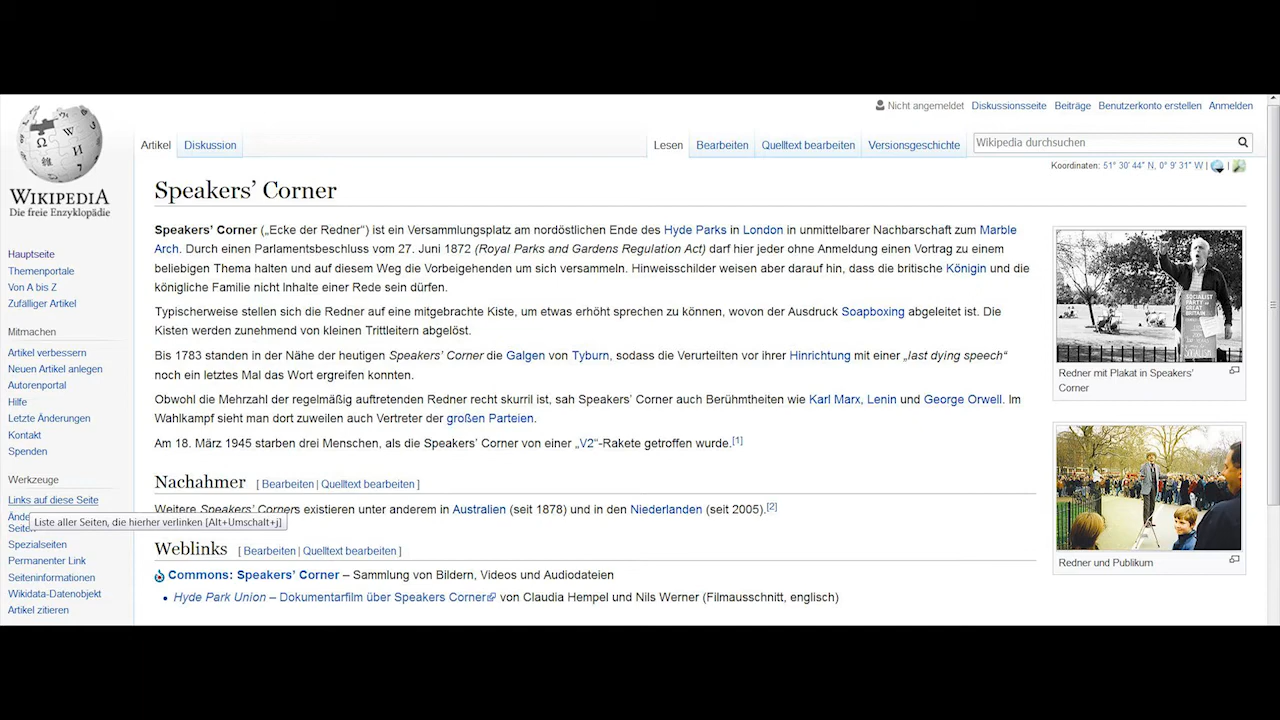 Nicht angemeldet Diskussionsseite Beiträge Benutzerkonto erstellen Anmelden
WIKIPEDIA
Die freie Enzyklopädie
Artikel Diskussion Lesen Bearbeiten Quelltext bearbeiten Versionsgeschichte Wikipedia durchsuchen
Koordinaten: 51° 30′ 44″ N, 0° 9′ 31″ W
Hauptseite
Themenportale
Von A bis Z
Zufälliger Artikel
Mitmachen
Artikel verbessern
Neuen Artikel anlegen
Autorenportal
Hilfe
Letzte Änderungen
Kontakt
Spenden
Werkzeuge
Links auf diese Seite
Liste aller Seiten, die hierher verlinken [Alt+Umschalt+j]
Spezialseiten
Permanenter Link
Seiteninformationen
Wikidata-Datenobjekt
Artikel zitieren
Speakers’ Corner
Speakers’ Corner („Ecke der Redner“) ist ein Versammlungsplatz am nordöstlichen Ende des Hyde Parks in London in unmittelbarer Nachbarschaft zum Marble
Arch. Durch einen Parlamentsbeschluss vom 27. Juni 1872 (Royal Parks and Gardens Regulation Act) darf hier jeder ohne Anmeldung einen Vortrag zu einem
beliebigen Thema halten und auf diesem Weg die Vorbeigehenden um sich versammeln. Hinweisschilder weisen aber darauf hin, dass die britische Königin und die
königliche Familie nicht Inhalte einer Rede sein dürfen.
Typischerweise stellen sich die Redner auf eine mitgebrachte Kiste, um etwas erhöht sprechen zu können, wovon der Ausdruck Soapboxing abgeleitet ist. Die
Kisten werden zunehmend von kleinen Trittleitern abgelöst.
Bis 1783 standen in der Nähe der heutigen Speakers’ Corner die Galgen von Tyburn, sodass die Verurteilten vor ihrer Hinrichtung mit einer „last dying speech“
noch ein letztes Mal das Wort ergreifen konnten.
Obwohl die Mehrzahl der regelmäßig auftretenden Redner recht skurril ist, sah Speakers’ Corner auch Berühmtheiten wie Karl Marx, Lenin und George Orwell. Im
Wahlkampf sieht man dort zuweilen auch Vertreter der großen Parteien.
Am 18. März 1945 starben drei Menschen, als die Speakers’ Corner von einer „V2“-Rakete getroffen wurde.[1]
Nachahmer [ Bearbeiten | Quelltext bearbeiten ]
Weitere Speakers’ Corners existieren unter anderem in Australien (seit 1878) und in den Niederlanden (seit 2005).[2]
Weblinks [ Bearbeiten | Quelltext bearbeiten ]
Commons: Speakers’ Corner – Sammlung von Bildern, Videos und Audiodateien
Hyde Park Union – Dokumentarfilm über Speakers Corner von Claudia Hempel und Nils Werner (Filmausschnitt, englisch)
SOCIALIST
PARTY OF
GREAT
BRITAIN
SOCIALISM
Redner mit Plakat in Speakers’
Corner
Redner und Publikum